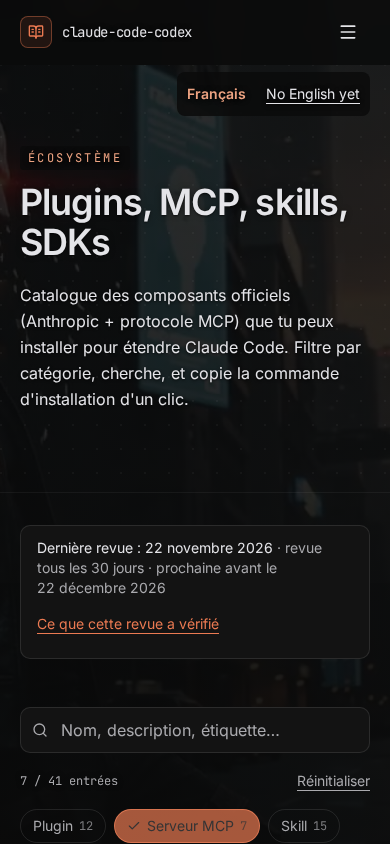 claude-code-codex
Français No English yet
ÉCOSYSTÈME
Plugins, MCP, skills,
SDKs
Catalogue des composants officiels
(Anthropic + protocole MCP) que tu peux
installer pour étendre Claude Code. Filtre par
catégorie, cherche, et copie la commande
d'installation d'un clic.
Dernière revue : 22 novembre 2026 · revue
tous les 30 jours · prochaine avant le
22 décembre 2026
Ce que cette revue a vérifié
Nom, description, étiquette...
7 / 41 entrées Réinitialiser
Plugin 12 Serveur MCP 7 Skill 15